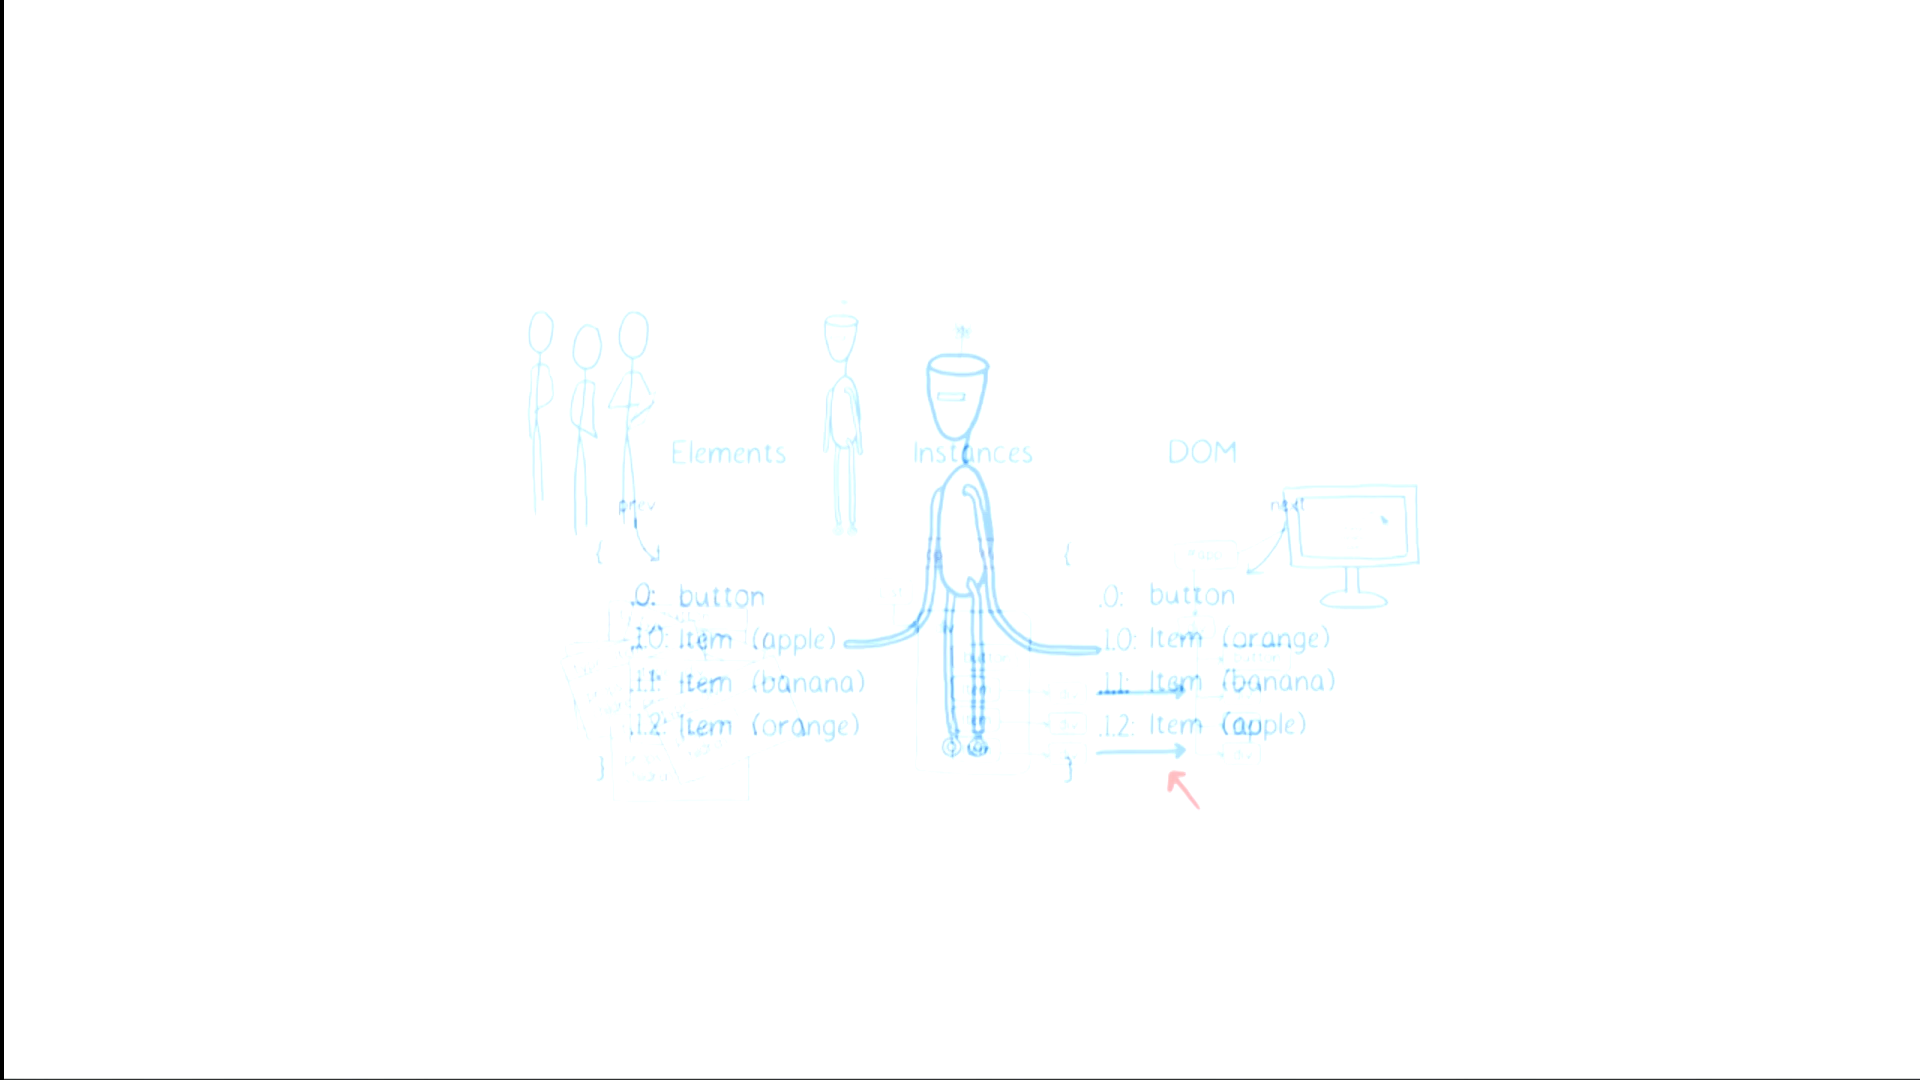 Elements Instances DOM
prev next
{ {
.0: button .0: button
.1.0: Item (apple) .1.0: Item (orange)
.1.1: Item (banana) .1.1: Item (banana)
.1.2: Item (orange) .1.2: Item (apple)
} }